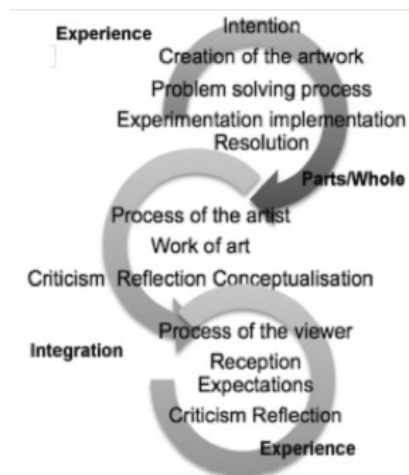 Intention
Experience
Creation of the artwork
Problem solving process
Experimentation implementation
Resolution
Parts/Whole
Process of the artist
Work of art
Criticism Reflection Conceptualisation
Process of the viewer
Integration
Reception
Expectations
Criticism Reflection
Experience